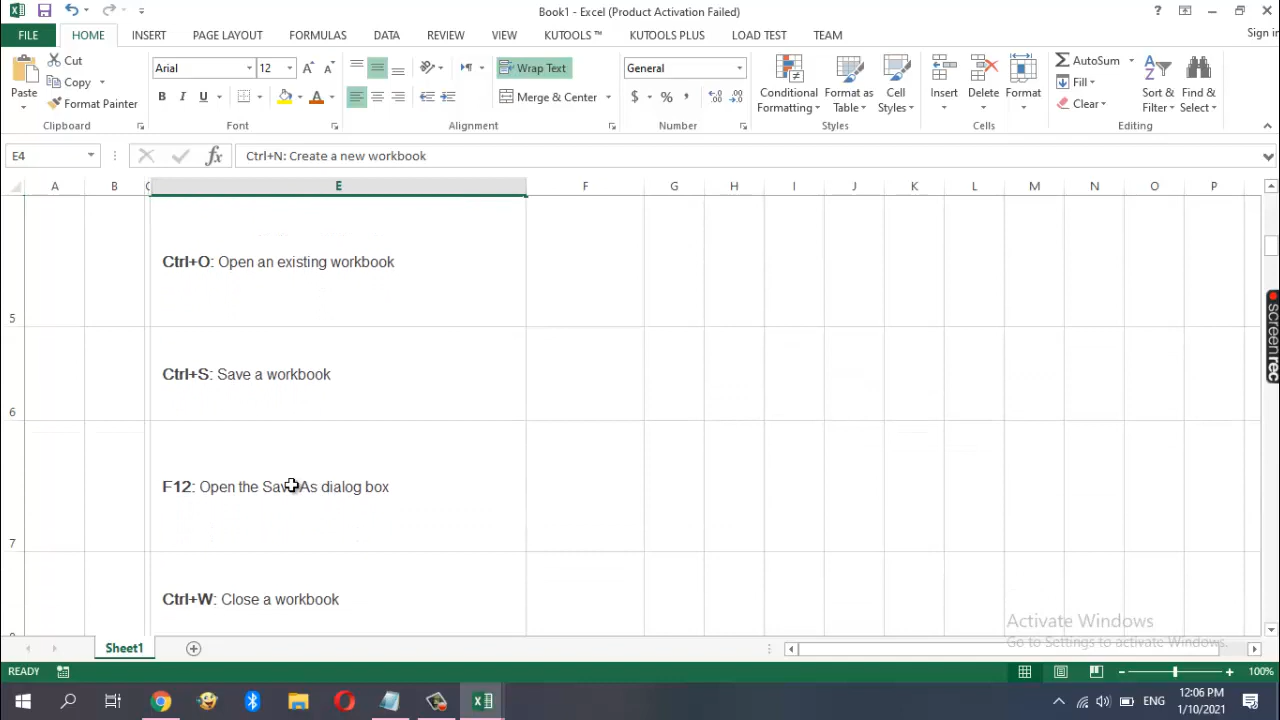 Book1 - Excel (Product Activation Failed)
?
FILE HOME INSERT PAGE LAYOUT FORMULAS DATA REVIEW VIEW KUTOOLS ™ KUTOOLS PLUS LOAD TEST TEAM Sign in
Paste
Cut
Copy
Format Painter
Clipboard
Arial 12
B I U A
Font
Wrap Text
Merge & Center
Alignment
General
$ % ,
Number
Conditional Formatting
Format as Table
Cell Styles
Styles
Insert
Delete
Format
Cells
AutoSum
Fill
Clear
Sort & Filter
Find & Select
Editing
E4
fx
Ctrl+N: Create a new workbook
A B E F G H I J K L M N O P
Ctrl+O: Open an existing workbook
5
Ctrl+S: Save a workbook
6
F12: Open the Save As dialog box
7
Ctrl+W: Close a workbook
screenrec
Activate Windows
Go to Settings to activate Windows.
Sheet1
READY
100%
ENG
12:06 PM
1/10/2021